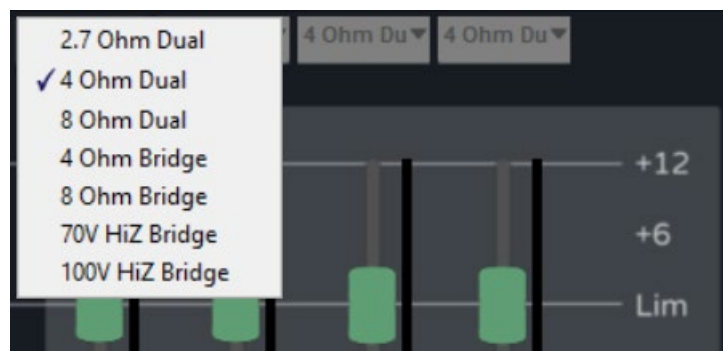 2.7 Ohm Dual
4 Ohm Du 4 Ohm Du
4 Ohm Dual
8 Ohm Dual
4 Ohm Bridge
8 Ohm Bridge
70V HiZ Bridge
100V HiZ Bridge
+12
+6
Lim